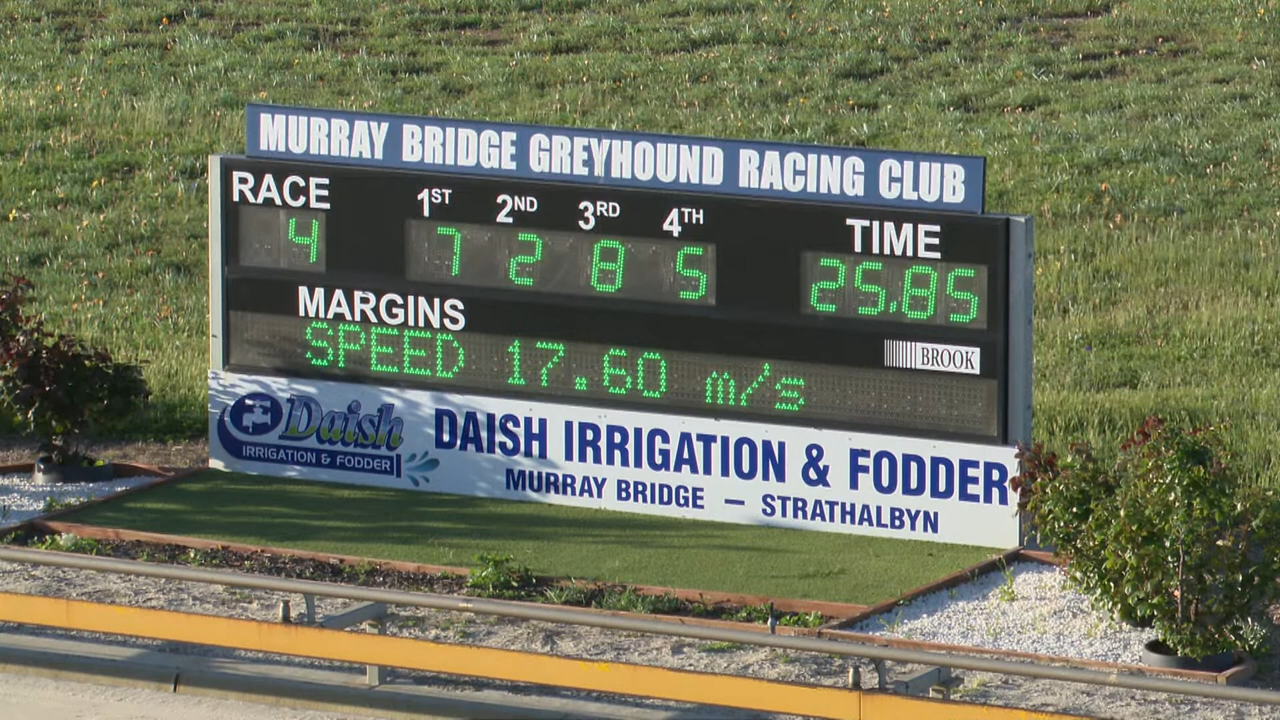 MURRAY BRIDGE GREYHOUND RACING CLUB
RACE 1ST 2ND 3RD 4TH TIME
4 7 2 8 5 25.85
MARGINS
SPEED 17.60 m/s
BROOK
Daish
IRRIGATION & FODDER
DAISH IRRIGATION & FODDER
MURRAY BRIDGE – STRATHALBYN